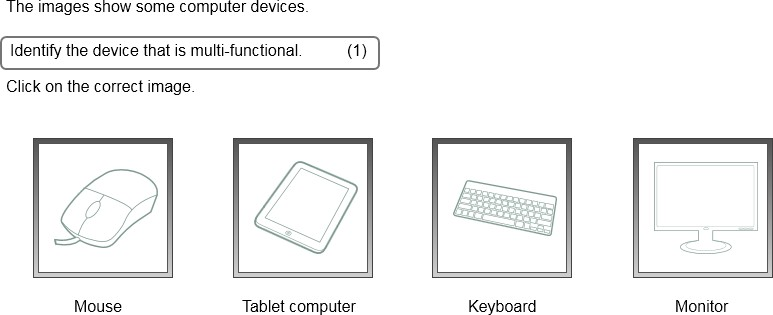 The images show some computer devices.
Identify the device that is multi-functional. (1)
Click on the correct image.
Mouse Tablet computer Keyboard Monitor